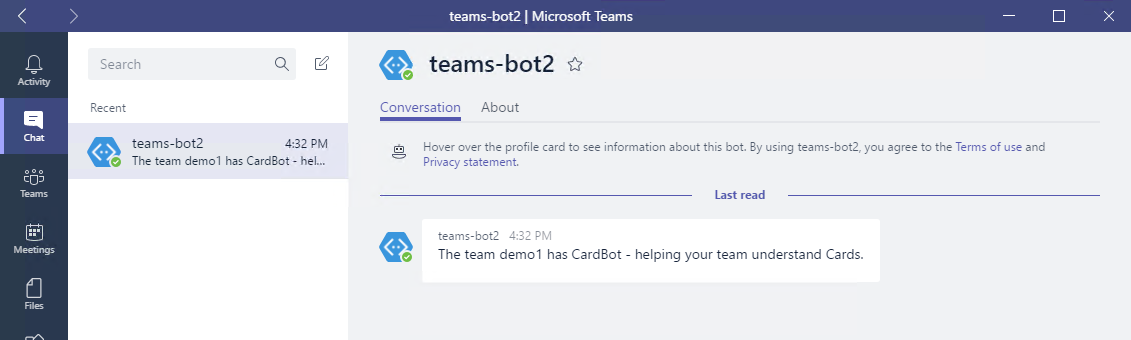 teams-bot2 | Microsoft Teams
Activity
Chat
Teams
Meetings
Files
Search
Recent
teams-bot2 4:32 PM
The team demo1 has CardBot - hel...
teams-bot2
Conversation About
Hover over the profile card to see information about this bot. By using teams-bot2, you agree to the Terms of use and
Privacy statement.
Last read
teams-bot2 4:32 PM
The team demo1 has CardBot - helping your team understand Cards.